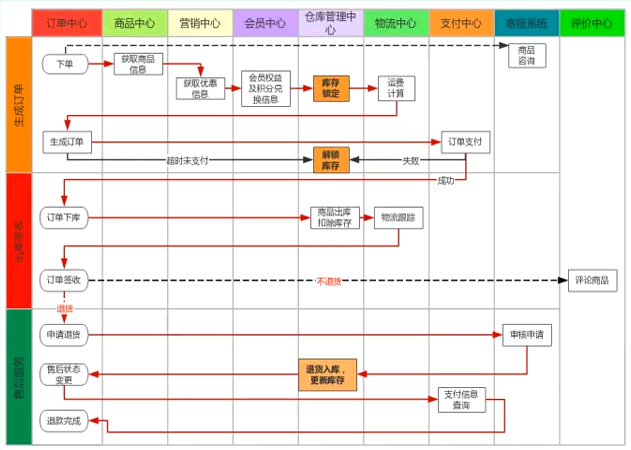 订单中心
商品中心
营销中心
会员中心
仓库管理中
心
物流中心
支付中心
客服系统
评价中心
生成订单
下单
获取商品
信息
获取优惠
信息
会员权益
及积分兑
换信息
库存
锁定
运费
计算
商品
咨询
生成订单
订单支付
超时未支付
解锁
库存
失败
成功
出库签收
订单下库
商品出库
扣除库存
物流跟踪
订单签收
不退货
评论商品
退货
售后服务
申请退货
审核申请
售后状态
变更
退货入库,
更新库存
支付信息
查询
退款完成